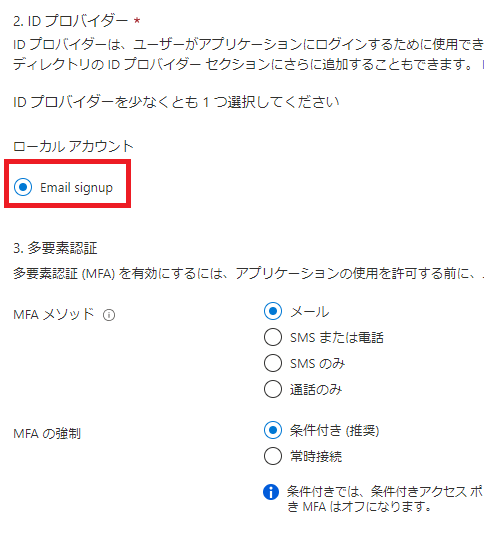 2. ID プロバイダー *
ID プロバイダーは、ユーザーがアプリケーションにログインするために使用でき
ディレクトリの ID プロバイダー セクションにさらに追加することもできます。
ID プロバイダーを少なくとも 1 つ選択してください
ローカル アカウント
Email signup
3. 多要素認証
多要素認証 (MFA) を有効にするには、アプリケーションの使用を許可する前に、
MFA メソッド
メール
SMS または電話
SMS のみ
通話のみ
MFA の強制
条件付き (推奨)
常時接続
条件付きでは、条件付きアクセス ポ
き MFA はオフになります。